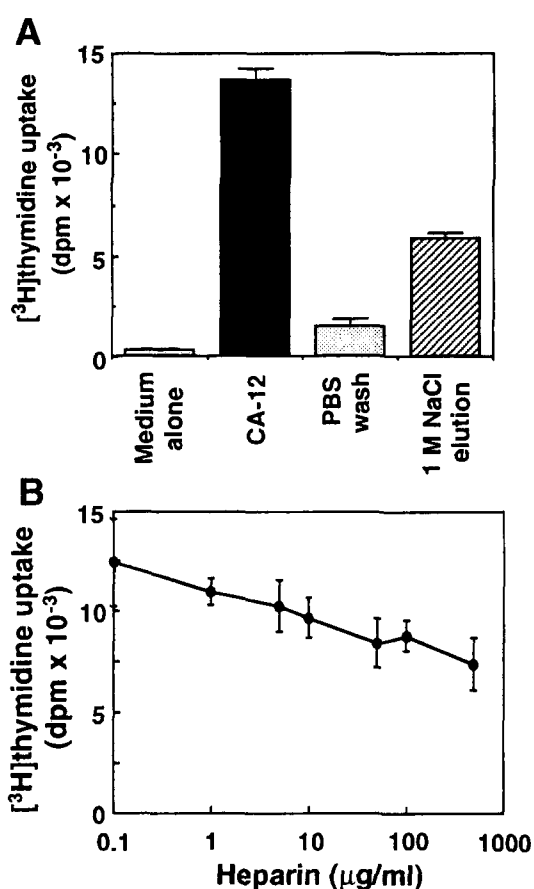 A
[³H]thymidine uptake
(dpm x 10⁻³)
15
10
5
0
Medium
alone
CA-12
PBS
wash
1 M NaCl
elution
B
[³H]thymidine uptake
(dpm x 10⁻³)
15
10
5
0
0.1
1
10
100
1000
Heparin (μg/ml)